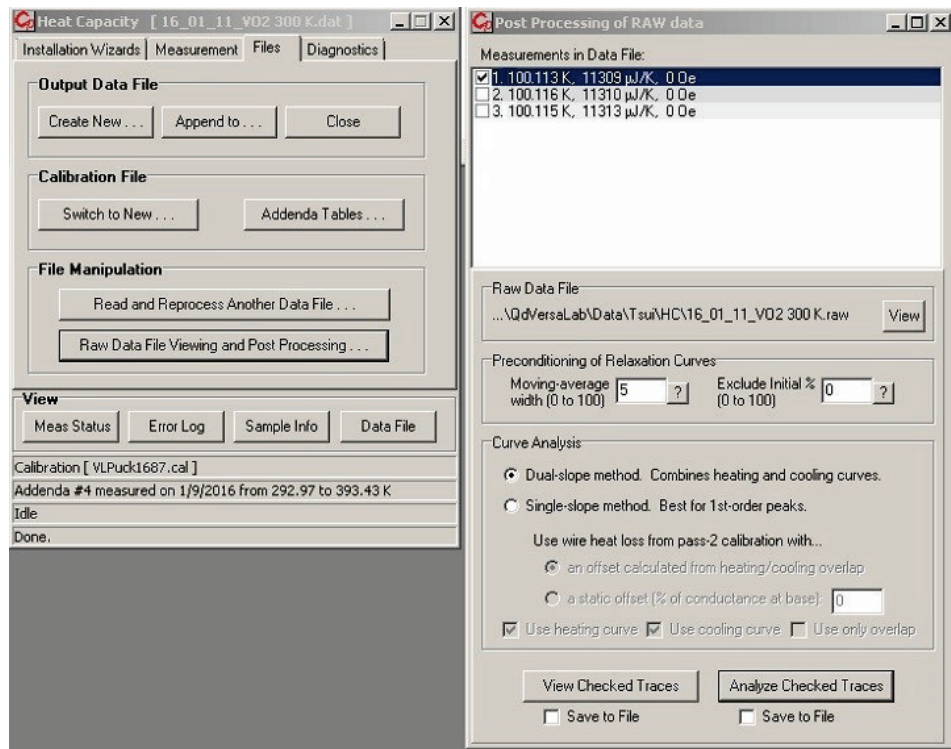 Heat Capacity [ 16_01_11_VO2 300 K.dat ]
Installation Wizards Measurement Files Diagnostics
Output Data File
Create New . . . Append to . . . Close
Calibration File
Switch to New . . . Addenda Tables . . .
File Manipulation
Read and Reprocess Another Data File . . .
Raw Data File Viewing and Post Processing . . .
View
Meas Status Error Log Sample Info Data File
Calibration [ VLPuck1687.cal ]
Addenda #4 measured on 1/9/2016 from 292.97 to 393.43 K
Idle
Done.
Post Processing of RAW data
Measurements in Data File:
1. 100.113 K, 11309 µJ/K, 0 Oe
2. 100.116 K, 11310 µJ/K, 0 Oe
3. 100.115 K, 11313 µJ/K, 0 Oe
Raw Data File
...\QdVersaLab\Data\Tsui\HC\16_01_11_VO2 300 K.raw View
Preconditioning of Relaxation Curves
Moving-average width (0 to 100) 5 ? Exclude Initial % (0 to 100) 0 ?
Curve Analysis
Dual-slope method. Combines heating and cooling curves.
Single-slope method. Best for 1st-order peaks.
Use wire heat loss from pass-2 calibration with...
an offset calculated from heating/cooling overlap
a static offset (% of conductance at base): 0
Use heating curve Use cooling curve Use only overlap
View Checked Traces Analyze Checked Traces
Save to File Save to File